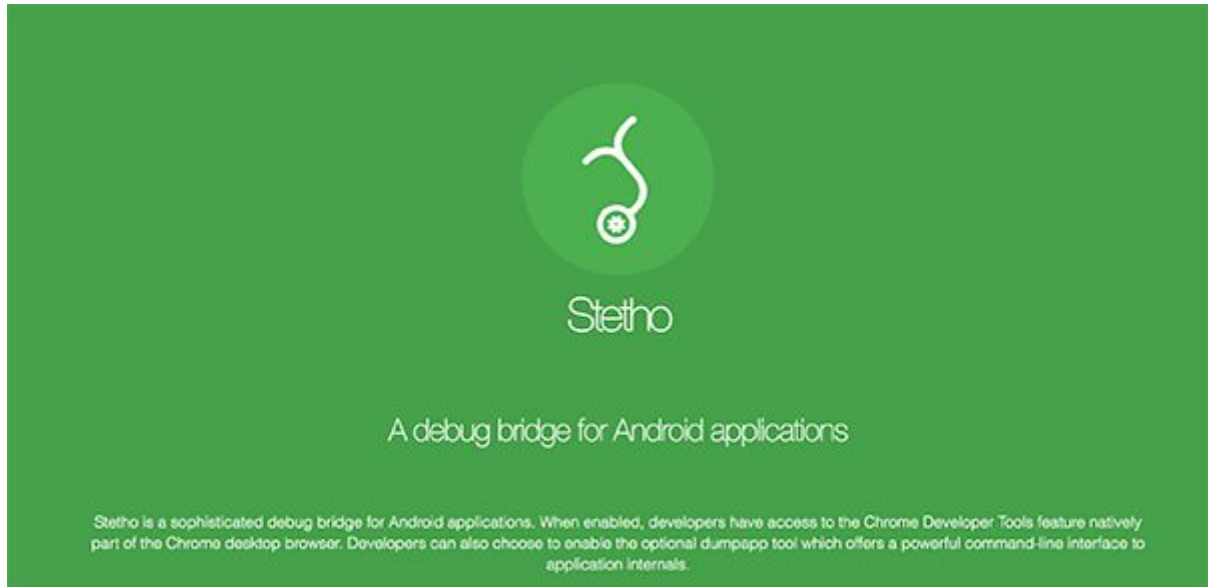 Stetho
A debug bridge for Android applications
Stetho is a sophisticated debug bridge for Android applications. When enabled, developers have access to the Chrome Developer Tools feature natively
part of the Chrome desktop browser. Developers can also choose to enable the optional dumpapp tool which offers a powerful command-line interface to
application internals.